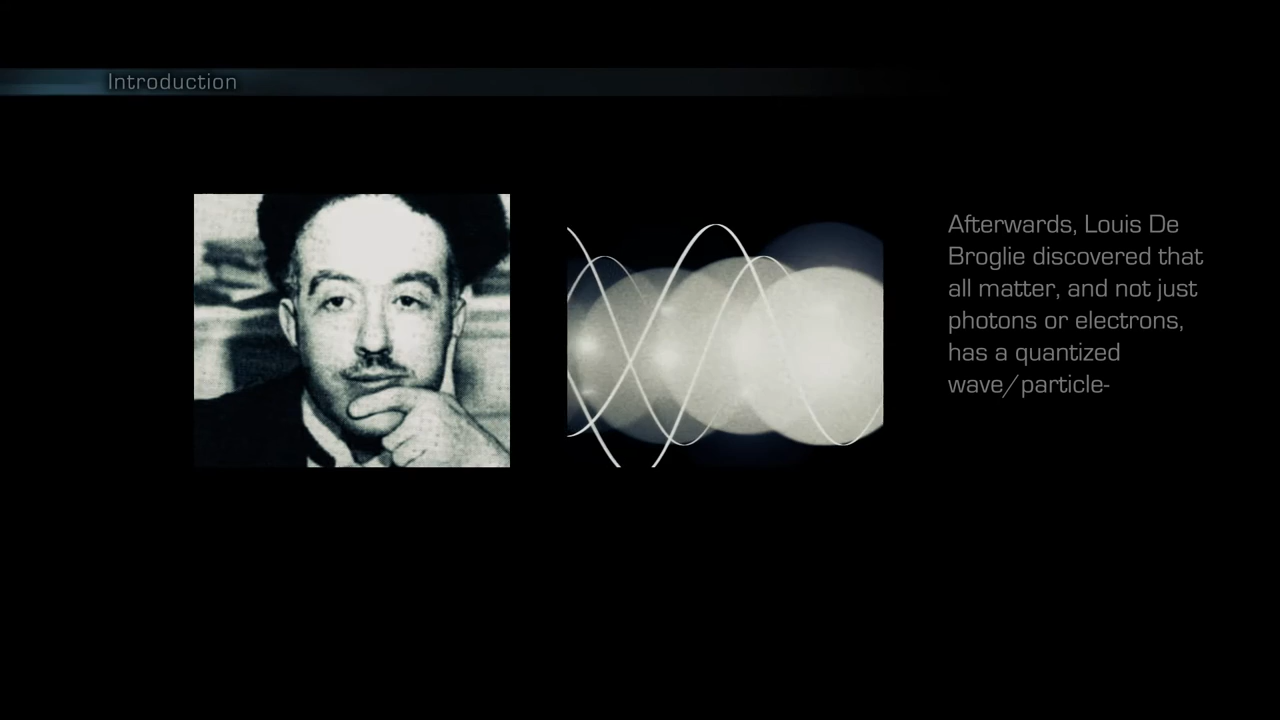 Introduction
Afterwards, Louis De
Broglie discovered that
all matter, and not just
photons or electrons,
has a quantized
wave/particle-